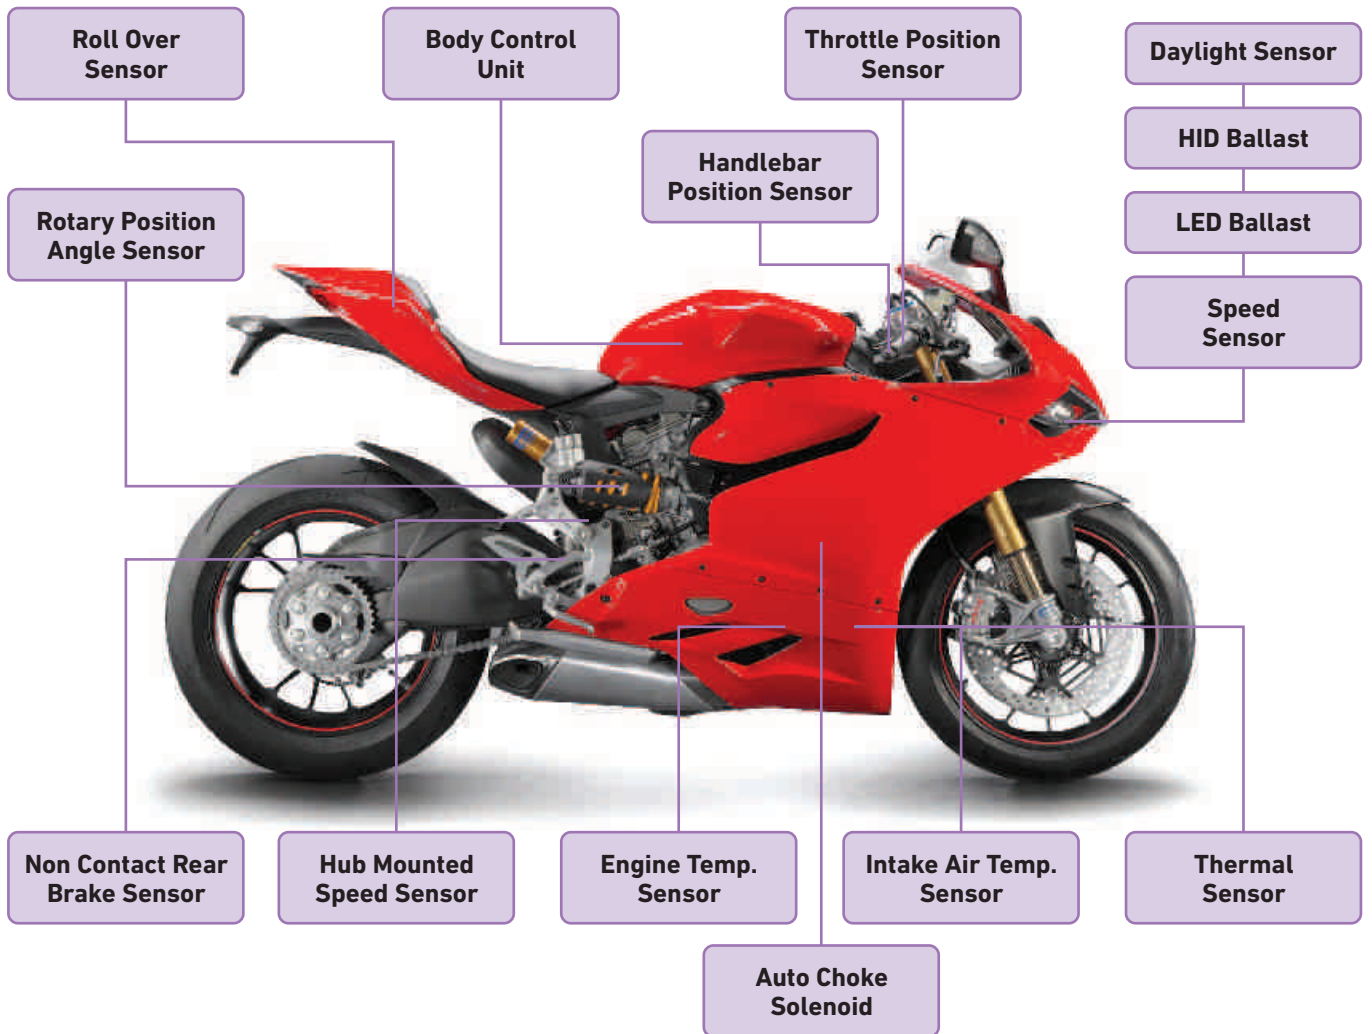 Roll Over
Sensor
Body Control
Unit
Throttle Position
Sensor
Daylight Sensor
HID Ballast
Handlebar
Position Sensor
LED Ballast
Rotary Position
Angle Sensor
Speed
Sensor
Non Contact Rear
Brake Sensor
Hub Mounted
Speed Sensor
Engine Temp.
Sensor
Intake Air Temp.
Sensor
Thermal
Sensor
Auto Choke
Solenoid